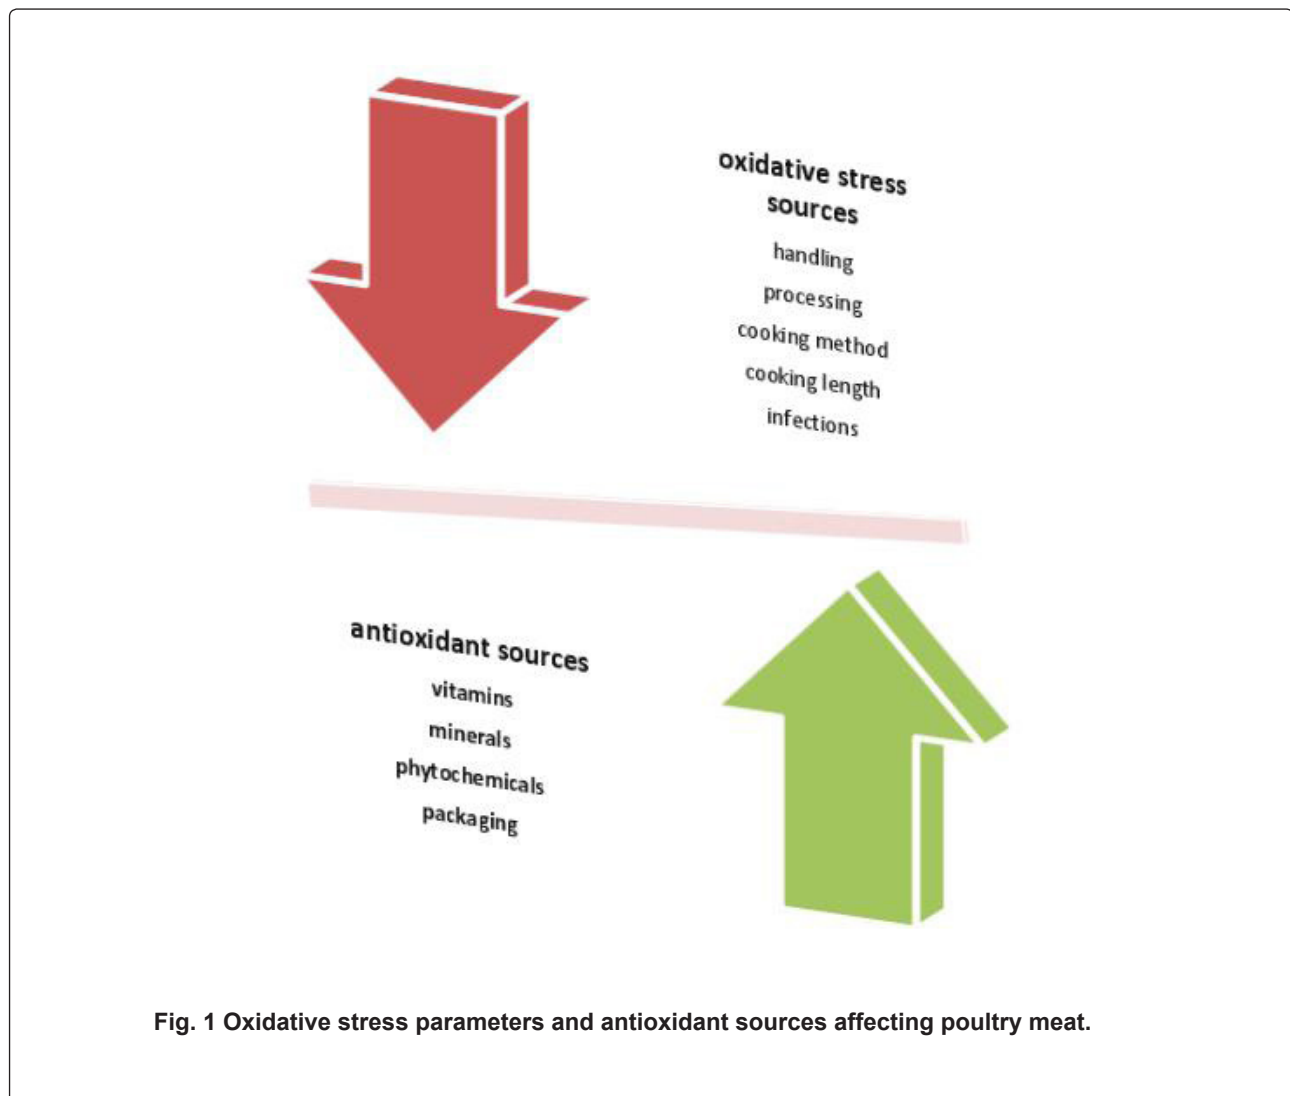 oxidative stress
sources
handling
processing
cooking method
cooking length
infections
antioxidant sources
vitamins
minerals
phytochemicals
packaging
Fig. 1 Oxidative stress parameters and antioxidant sources affecting poultry meat.